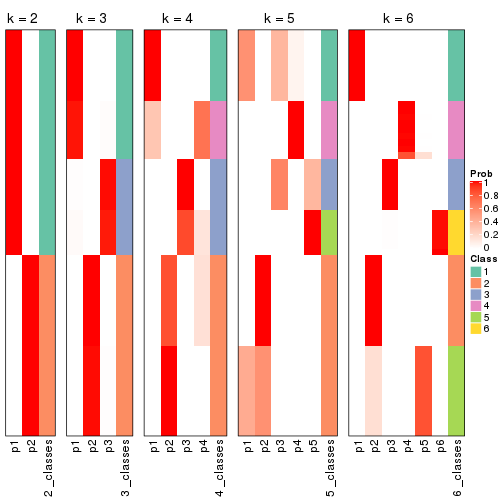 k = 2
k = 3
k = 4
k = 5
k = 6
Prob
1
0.8
0.6
0.4
0.2
0
Class
1
2
3
4
5
6
p1
p2
2_classes
p1
p2
p3
3_classes
p1
p2
p3
p4
4_classes
p1
p2
p3
p4
p5
5_classes
p1
p2
p3
p4
p5
p6
6_classes